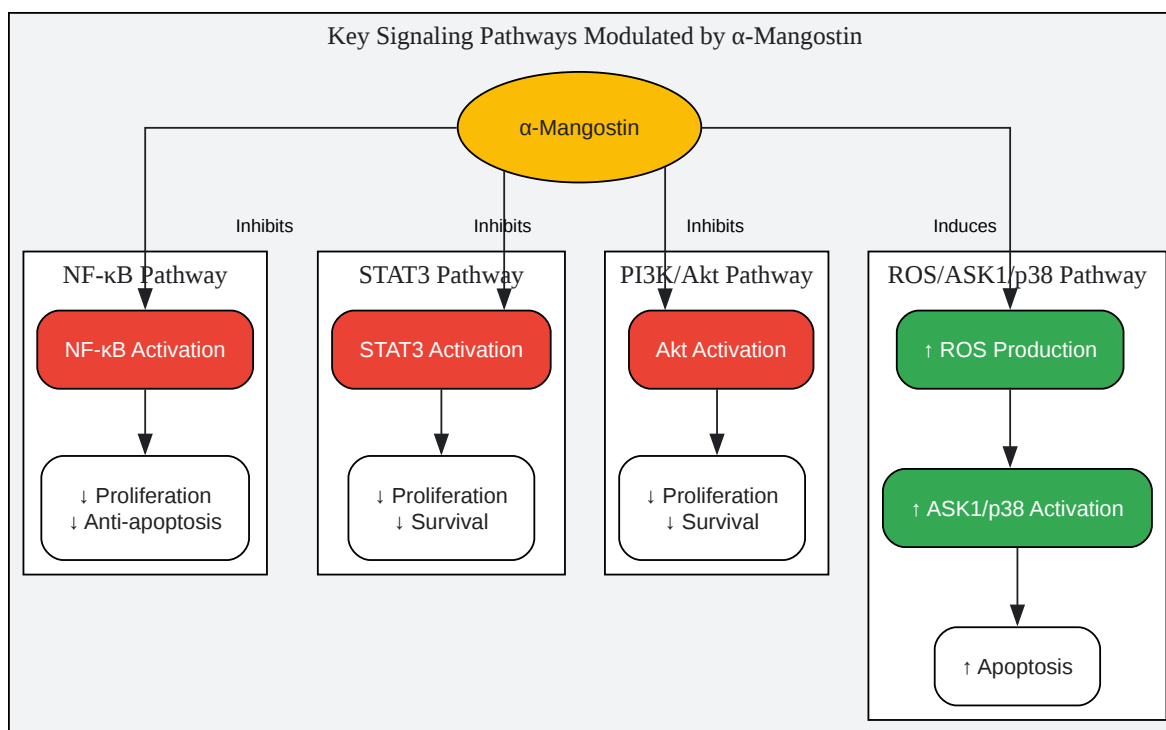 Key Signaling Pathways Modulated by α-Mangostin
α-Mangostin
Inhibits
Inhibits
Inhibits
Induces
NF-κB Pathway
STAT3 Pathway
PI3K/Akt Pathway
ROS/ASK1/p38 Pathway
NF-κB Activation
STAT3 Activation
Akt Activation
↑ ROS Production
↓ Proliferation
↓ Anti-apoptosis
↓ Proliferation
↓ Survival
↓ Proliferation
↓ Survival
↑ ASK1/p38 Activation
↑ Apoptosis